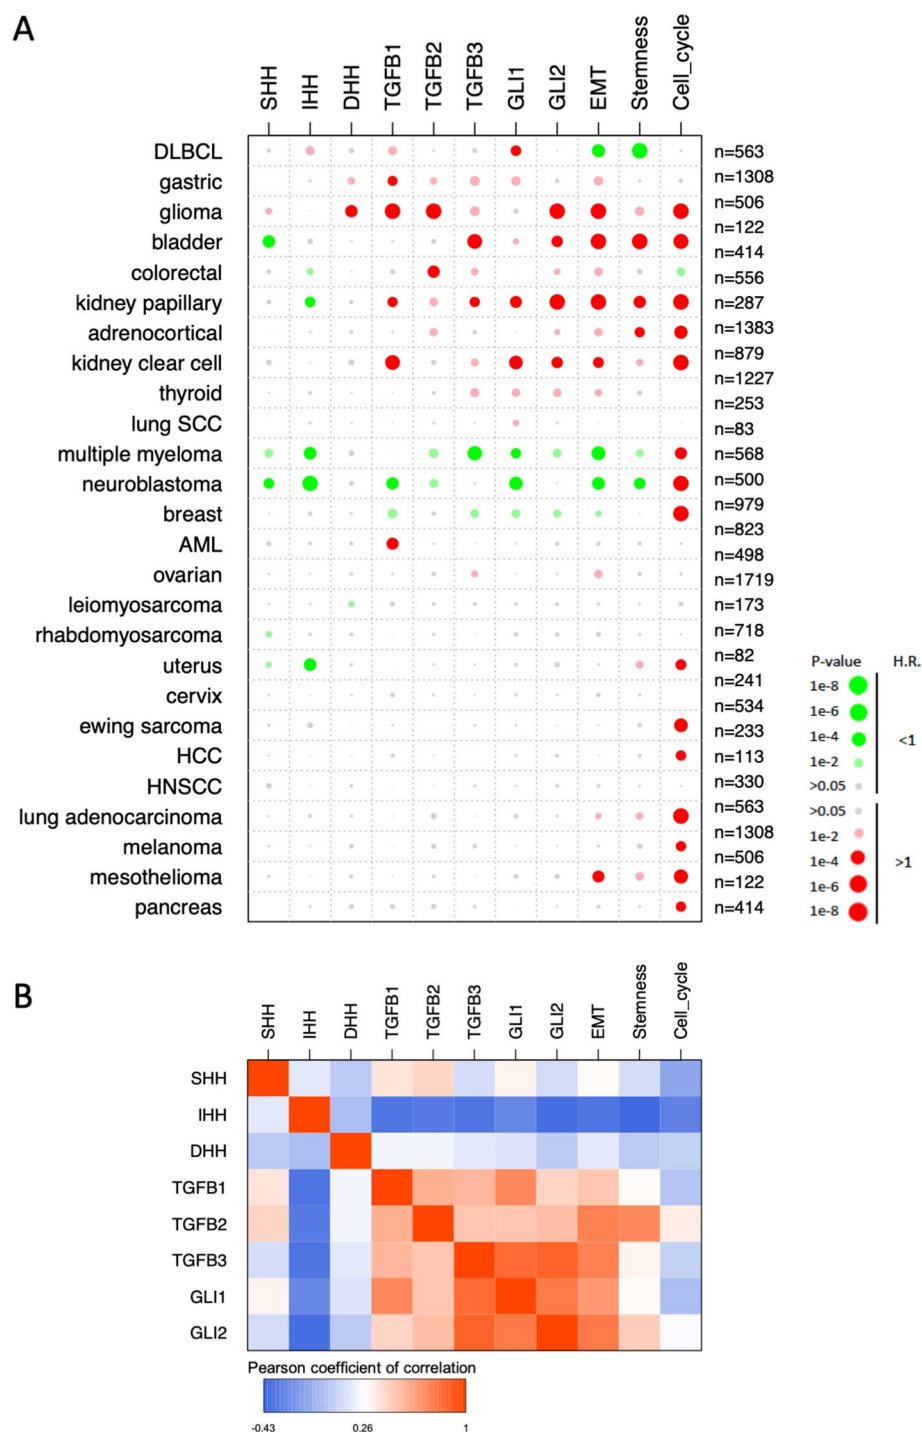 A
SHH IHH DHH TGFB1 TGFB2 TGFB3 GLI1 GLI2 EMT Stemness Cell_cycle
DLBCL n=563
gastric n=1308
glioma n=506
n=122
bladder n=414
colorectal n=556
kidney papillary n=287
adrenocortical n=1383
kidney clear cell n=879
n=1227
thyroid n=253
lung SCC n=83
multiple myeloma n=568
neuroblastoma n=500
breast n=979
n=823
AML n=498
ovarian n=1719
leiomyosarcoma n=173
rhabdomyosarcoma n=718
uterus n=82
n=241
cervix n=534
ewing sarcoma n=233
HCC n=113
HNSCC n=330
lung adenocarcinoma n=563
n=1308
melanoma n=506
mesothelioma n=122
pancreas n=414
P-value H.R.
1e-8
1e-6
1e-4 <1
1e-2
>0.05
>0.05
1e-2
1e-4 >1
1e-6
1e-8
B
SHH IHH DHH TGFB1 TGFB2 TGFB3 GLI1 GLI2 EMT Stemness Cell_cycle
SHH
IHH
DHH
TGFB1
TGFB2
TGFB3
GLI1
GLI2
Pearson coefficient of correlation
-0.43 0.26 1